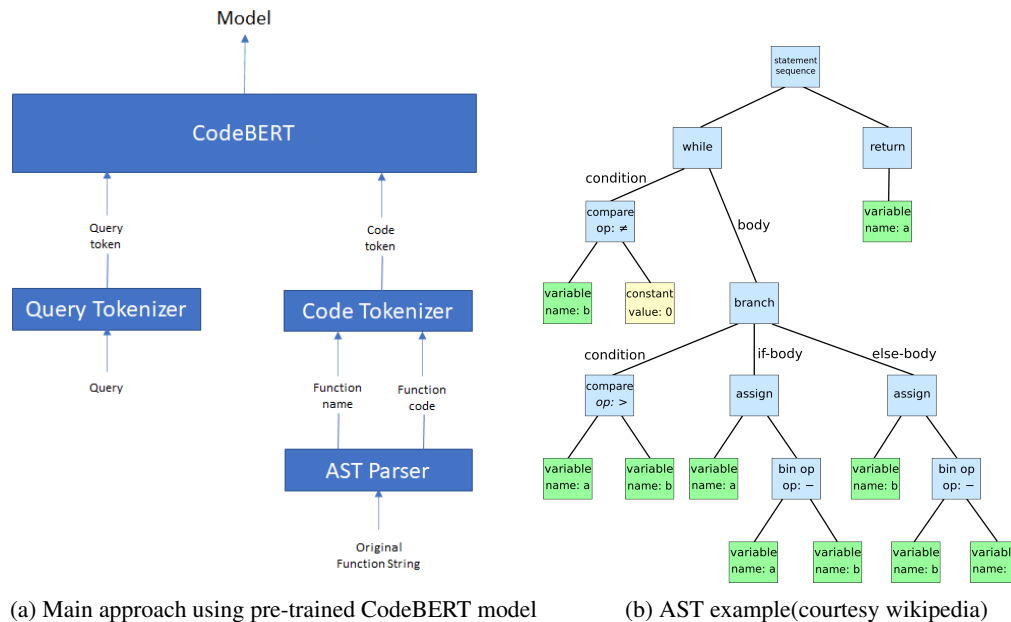 Model
CodeBERT
Query
token
Code
token
Query Tokenizer
Code Tokenizer
Query
Function
name
Function
code
AST Parser
Original
Function String
(a) Main approach using pre-trained CodeBERT model
statement
sequence
while
return
condition
body
compare
op: ≠
variable
name: a
variable
name: b
constant
value: 0
branch
condition
if-body
else-body
compare
op: >
assign
assign
variable
name: a
variable
name: b
variable
name: a
bin op
op: −
variable
name: b
bin op
op: −
variable
name: a
variable
name: b
variable
name: b
variabl
name:
(b) AST example(courtesy wikipedia)